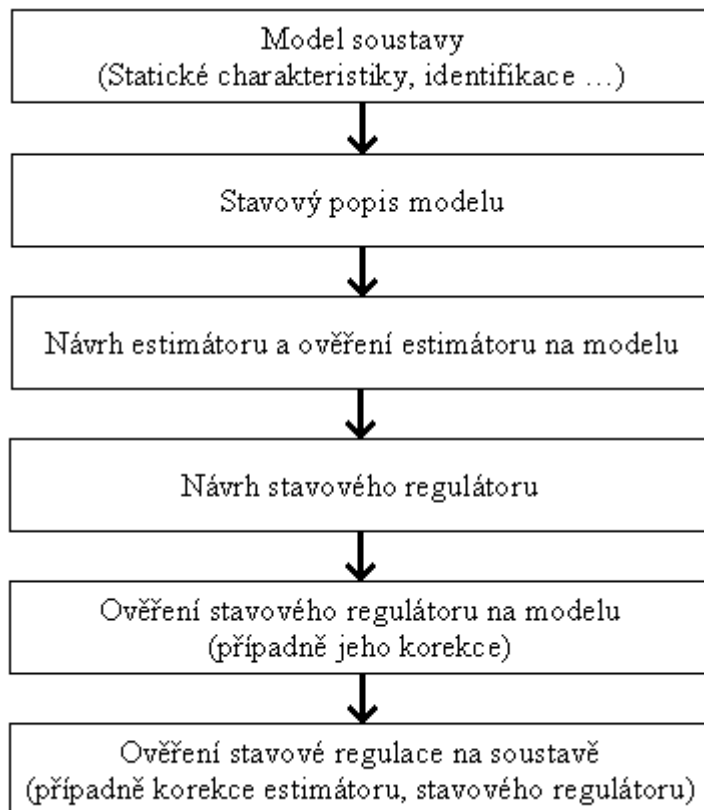 Model soustavy
(Statické charakteristiky, identifikace …)
Stavový popis modelu
Návrh estimátoru a ověření estimátoru na modelu
Návrh stavového regulátoru
Ověření stavového regulátoru na modelu
(případně jeho korekce)
Ověření stavové regulace na soustavě
(případně korekce estimátoru, stavového regulátoru)